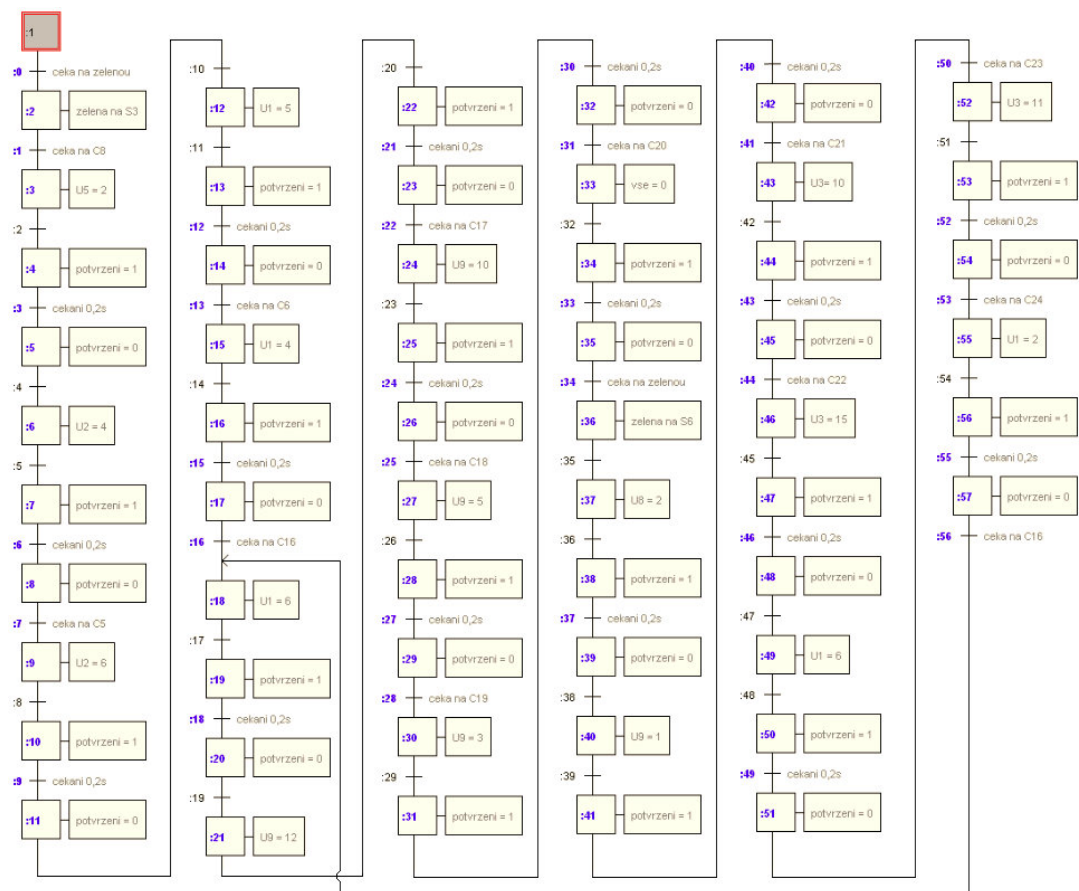 :1
:0 ceka na zelenou
:2 zelena na S3
:1 ceka na C8
:3 U5 = 2
:2
:4 potvrzeni = 1
:3 cekani 0,2s
:5 potvrzeni = 0
:4
:6 U2 = 4
:5
:7 potvrzeni = 1
:6 cekani 0,2s
:8 potvrzeni = 0
:7 ceka na C5
:9 U2 = 6
:8
:10 potvrzeni = 1
:9 cekani 0,2s
:11 potvrzeni = 0
:10
:12 U1 = 5
:11
:13 potvrzeni = 1
:12 cekani 0,2s
:14 potvrzeni = 0
:13 ceka na C6
:15 U1 = 4
:14
:16 potvrzeni = 1
:15 cekani 0,2s
:17 potvrzeni = 0
:16 ceka na C16
:18 U1 = 6
:17
:19 potvrzeni = 1
:18 cekani 0,2s
:20 potvrzeni = 0
:19
:21 U9 = 12
:20
:22 potvrzeni = 1
:21 cekani 0,2s
:23 potvrzeni = 0
:22 ceka na C17
:24 U9 = 10
:23
:25 potvrzeni = 1
:24 cekani 0,2s
:26 potvrzeni = 0
:25 ceka na C18
:27 U9 = 5
:26
:28 potvrzeni = 1
:27 cekani 0,2s
:29 potvrzeni = 0
:28 ceka na C19
:30 U9 = 3
:29
:31 potvrzeni = 1
:30 cekani 0,2s
:32 potvrzeni = 0
:31 ceka na C20
:33 vse = 0
:32
:34 potvrzeni = 1
:33 cekani 0,2s
:35 potvrzeni = 0
:34 ceka na zelenou
:36 zelena na S6
:35
:37 U8 = 2
:36
:38 potvrzeni = 1
:37 cekani 0,2s
:39 potvrzeni = 0
:38
:40 U9 = 1
:39
:41 potvrzeni = 1
:40 cekani 0,2s
:42 potvrzeni = 0
:41 ceka na C21
:43 U3= 10
:42
:44 potvrzeni = 1
:43 cekani 0,2s
:45 potvrzeni = 0
:44 ceka na C22
:46 U3 = 15
:45
:47 potvrzeni = 1
:46 cekani 0,2s
:48 potvrzeni = 0
:47
:49 U1 = 6
:48
:50 potvrzeni = 1
:49 cekani 0,2s
:51 potvrzeni = 0
:50 ceka na C23
:52 U3 = 11
:51
:53 potvrzeni = 1
:52 cekani 0,2s
:54 potvrzeni = 0
:53 ceka na C24
:55 U1 = 2
:54
:56 potvrzeni = 1
:55 cekani 0,2s
:57 potvrzeni = 0
:56 ceka na C16